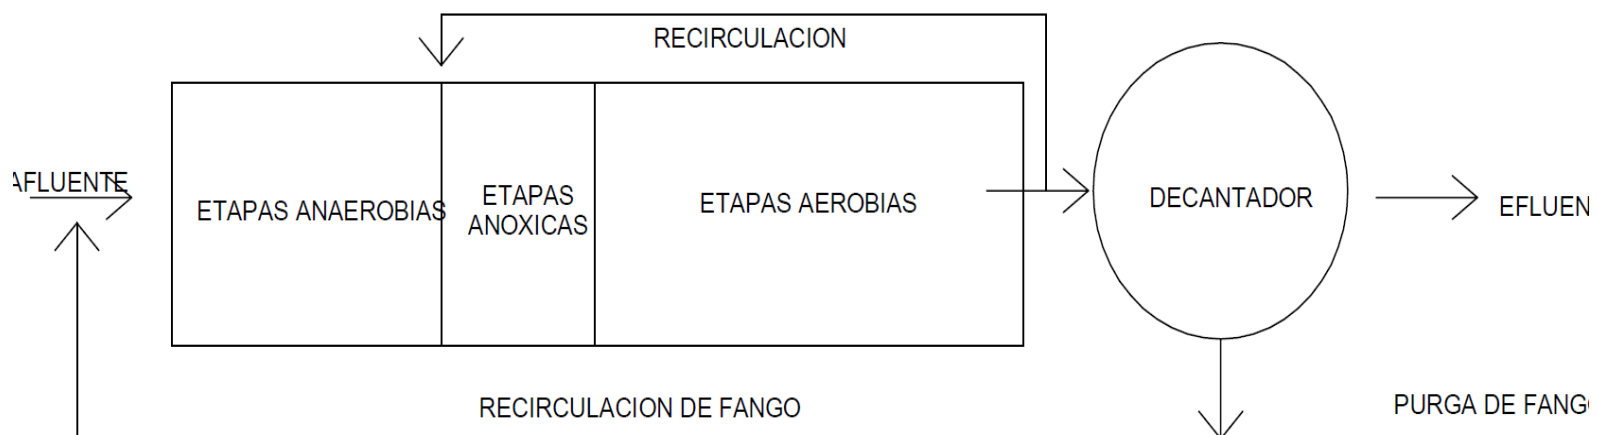 RECIRCULACION
AFLUENTE
ETAPAS ANAEROBIAS
ETAPAS
ANOXICAS
ETAPAS AEROBIAS
DECANTADOR
EFLUEN
RECIRCULACION DE FANGO
PURGA DE FANG